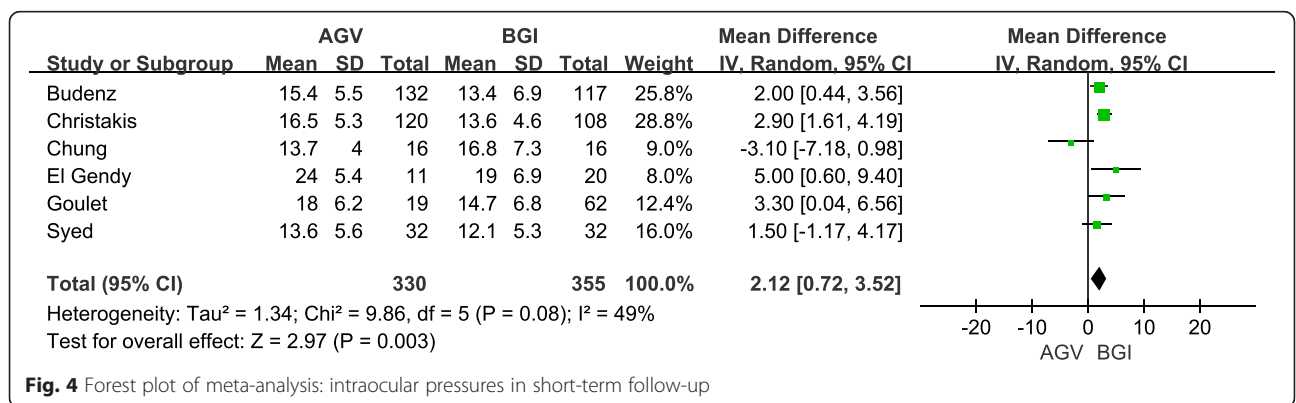 AGV BGI Mean Difference Mean Difference
Study or Subgroup Mean SD Total Mean SD Total Weight IV, Random, 95% CI IV, Random, 95% CI
Budenz 15.4 5.5 132 13.4 6.9 117 25.8% 2.00 [0.44, 3.56]
Christakis 16.5 5.3 120 13.6 4.6 108 28.8% 2.90 [1.61, 4.19]
Chung 13.7 4 16 16.8 7.3 16 9.0% -3.10 [-7.18, 0.98]
El Gendy 24 5.4 11 19 6.9 20 8.0% 5.00 [0.60, 9.40]
Goulet 18 6.2 19 14.7 6.8 62 12.4% 3.30 [0.04, 6.56]
Syed 13.6 5.6 32 12.1 5.3 32 16.0% 1.50 [-1.17, 4.17]
Total (95% CI) 330 355 100.0% 2.12 [0.72, 3.52]
Heterogeneity: Tau² = 1.34; Chi² = 9.86, df = 5 (P = 0.08); I² = 49%
Test for overall effect: Z = 2.97 (P = 0.003)
-20 -10 0 10 20
AGV BGI
Fig. 4 Forest plot of meta-analysis: intraocular pressures in short-term follow-up